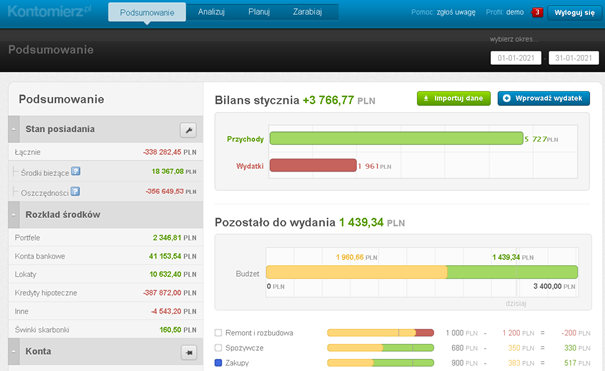 Kontomierz.pl
Podsumowanie Analizuj Planuj Zarabiaj
Pomoc: zgłoś uwagę Profil: demo 3 Wyloguj się
Podsumowanie
wybierz okres...
01-01-2021 - 31-01-2021
Podsumowanie
Stan posiadania
Łącznie -338 282,45 PLN
Środki bieżące ? 18 367,08 PLN
Oszczędności ? -356 649,53 PLN
Rozkład środków
Portfele 2 346,81 PLN
Konta bankowe 41 153,54 PLN
Lokaty 10 632,40 PLN
Kredyty hipoteczne -387 872,00 PLN
Inne -4 543,20 PLN
Świnki skarbonki 160,50 PLN
Konta
Bilans stycznia +3 766,77 PLN
Importuj dane
Wprowadź wydatek
Przychody 5 727 PLN
Wydatki 1 961 PLN
Pozostało do wydania 1 439,34 PLN
1 960,66 PLN 1 439,34 PLN
Budżet
0 PLN 3 400,00 PLN
dzisiaj
Remont i rozbudowa 1 000 PLN - 1 200 PLN = -200
Spożywcze 680 PLN - 350 PLN = 330
Zakupy 900 PLN - 383 PLN = 517